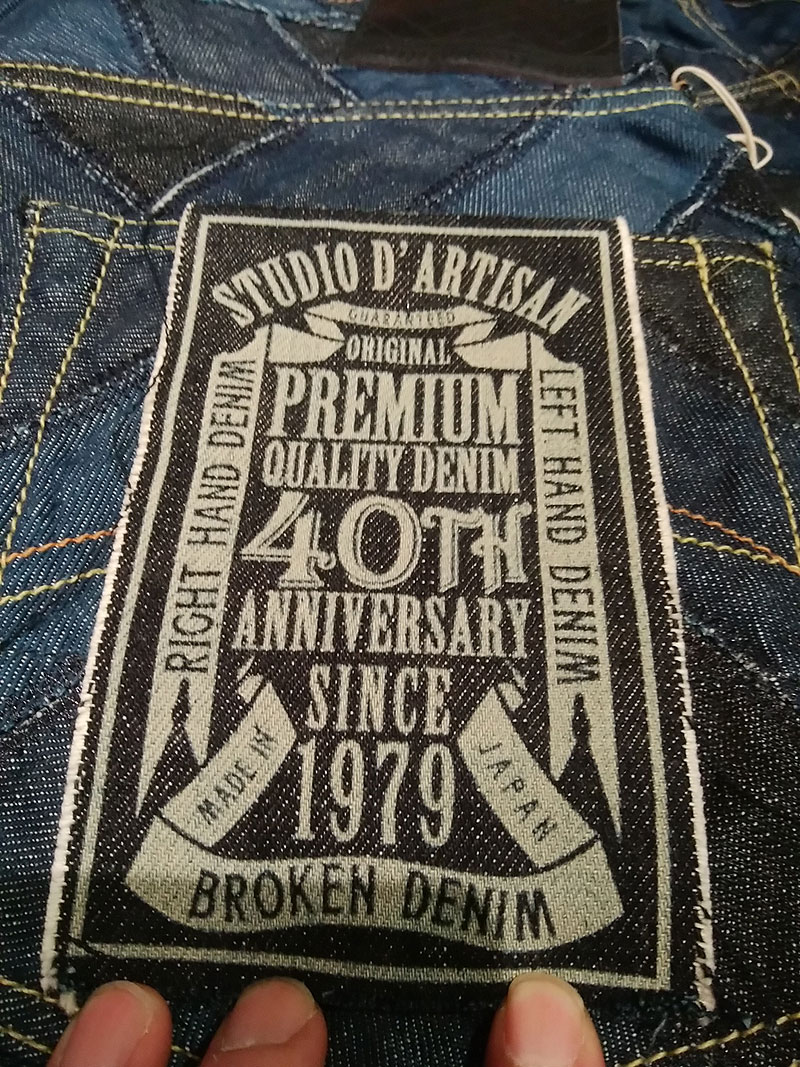 STUDIO D'ARTISAN
GUARANTEED
ORIGINAL
PREMIUM
QUALITY DENIM
40TH
ANNIVERSARY
SINCE
1979
RIGHT HAND DENIM
LEFT HAND DENIM
MADE IN
JAPAN
BROKEN DENIM